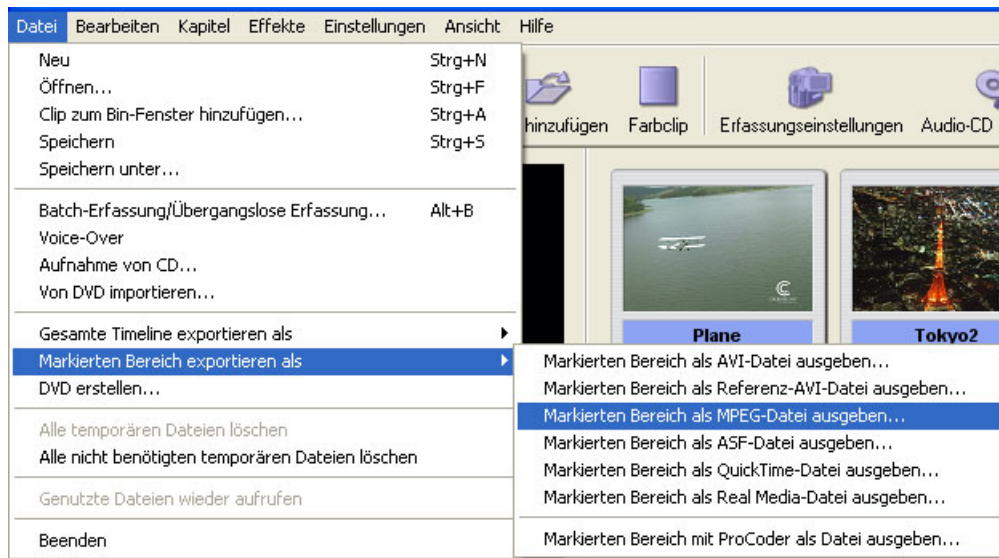 Datei Bearbeiten Kapitel Effekte Einstellungen Ansicht Hilfe
Neu Strg+N
Öffnen... Strg+F
Clip zum Bin-Fenster hinzufügen... Strg+A
Speichern Strg+S
Speichern unter...
Batch-Erfassung/Übergangslose Erfassung... Alt+B
Voice-Over
Aufnahme von CD...
Von DVD importieren...
Gesamte Timeline exportieren als
Markierten Bereich exportieren als
DVD erstellen...
Alle temporären Dateien löschen
Alle nicht benötigten temporären Dateien löschen
Genutzte Dateien wieder aufrufen
Beenden
hinzufügen Farbclip Erfassungseinstellungen Audio-CD
Plane Tokyo2
Markierten Bereich als AVI-Datei ausgeben...
Markierten Bereich als Referenz-AVI-Datei ausgeben...
Markierten Bereich als MPEG-Datei ausgeben...
Markierten Bereich als ASF-Datei ausgeben...
Markierten Bereich als QuickTime-Datei ausgeben...
Markierten Bereich als Real Media-Datei ausgeben...
Markierten Bereich mit ProCoder als Datei ausgeben...